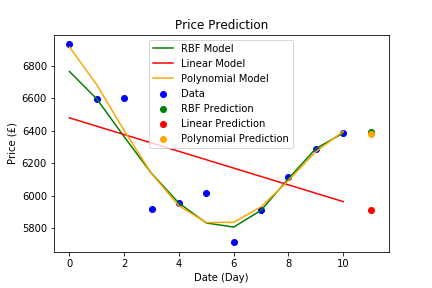 Price Prediction
RBF Model
Linear Model
Polynomial Model
Data
RBF Prediction
Linear Prediction
Polynomial Prediction
Price (£)
6800
6600
6400
6200
6000
5800
0 2 4 6 8 10
Date (Day)